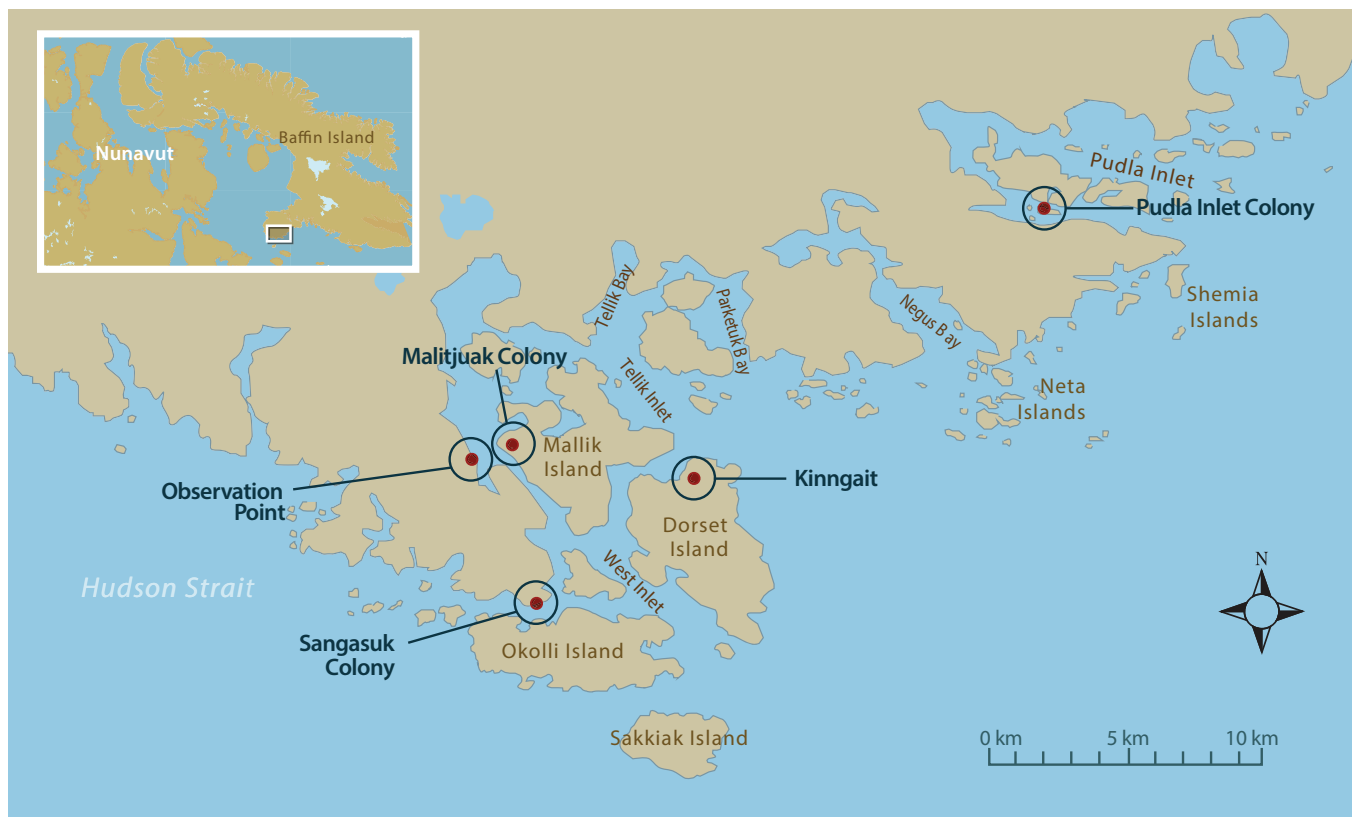 Baffin Island
Nunavut
Pudla Inlet
Pudla Inlet Colony
Shemia
Islands
Tellik Bay
Parketuk Bay
Negus Bay
Malitjuak Colony
Tellik Inlet
Neta
Islands
Mallik
Island
Observation
Point
Kinngait
Dorset
Island
Hudson Strait
West Inlet
N
Sangasuk
Colony
Okolli Island
Sakkiak Island
0 km 5 km 10 km